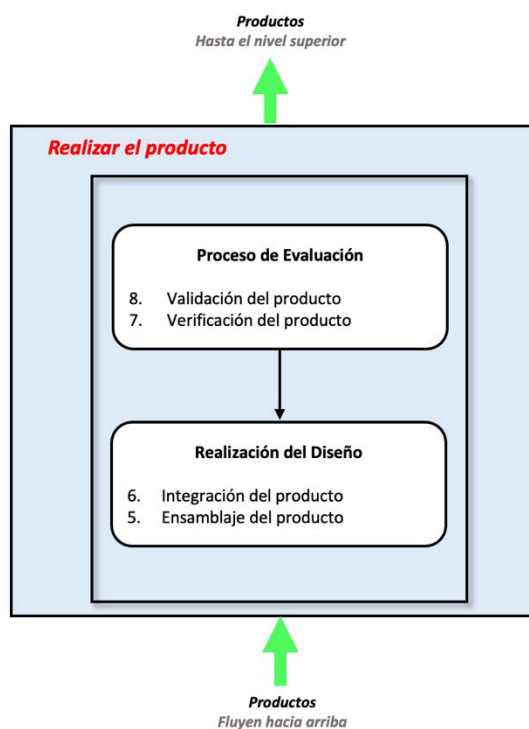 Productos
Hasta el nivel superior
Realizar el producto
Proceso de Evaluación
8. Validación del producto
7. Verificación del producto
Realización del Diseño
6. Integración del producto
5. Ensamblaje del producto
Productos
Fluyen hacia arriba